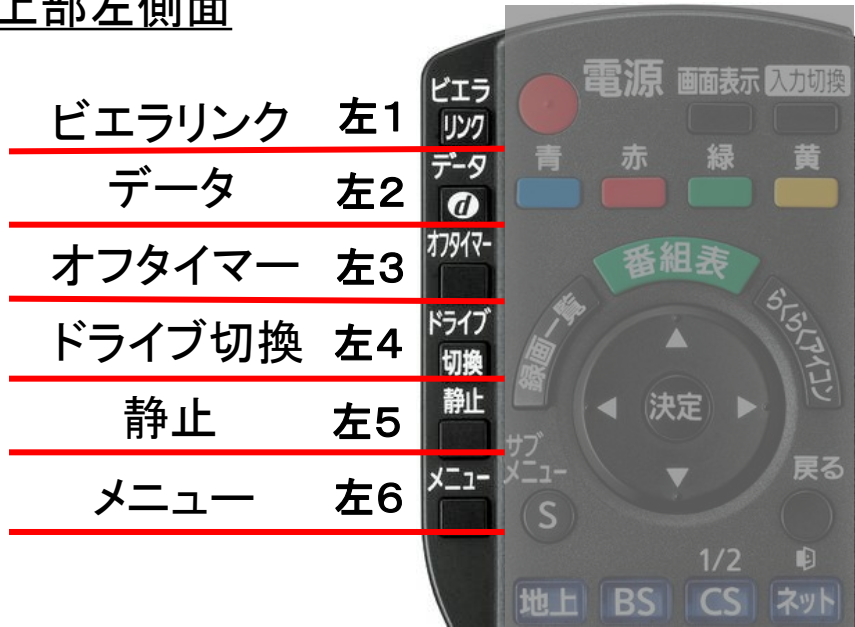 上部左側面
ビエラリンク 左1
データ 左2
オフタイマー 左3
ドライブ切換 左4
静止 左5
メニュー 左6
ビエラ
リンク
データ
d
オフタイマー
ドライブ
切換
静止
メニュー
電源 画面表示 入力切換
青 赤 緑 黄
番組表
録画一覧
らくらくアイコン
決定
サブ
メニュー
S
戻る
1/2
地上 BS CS ネット